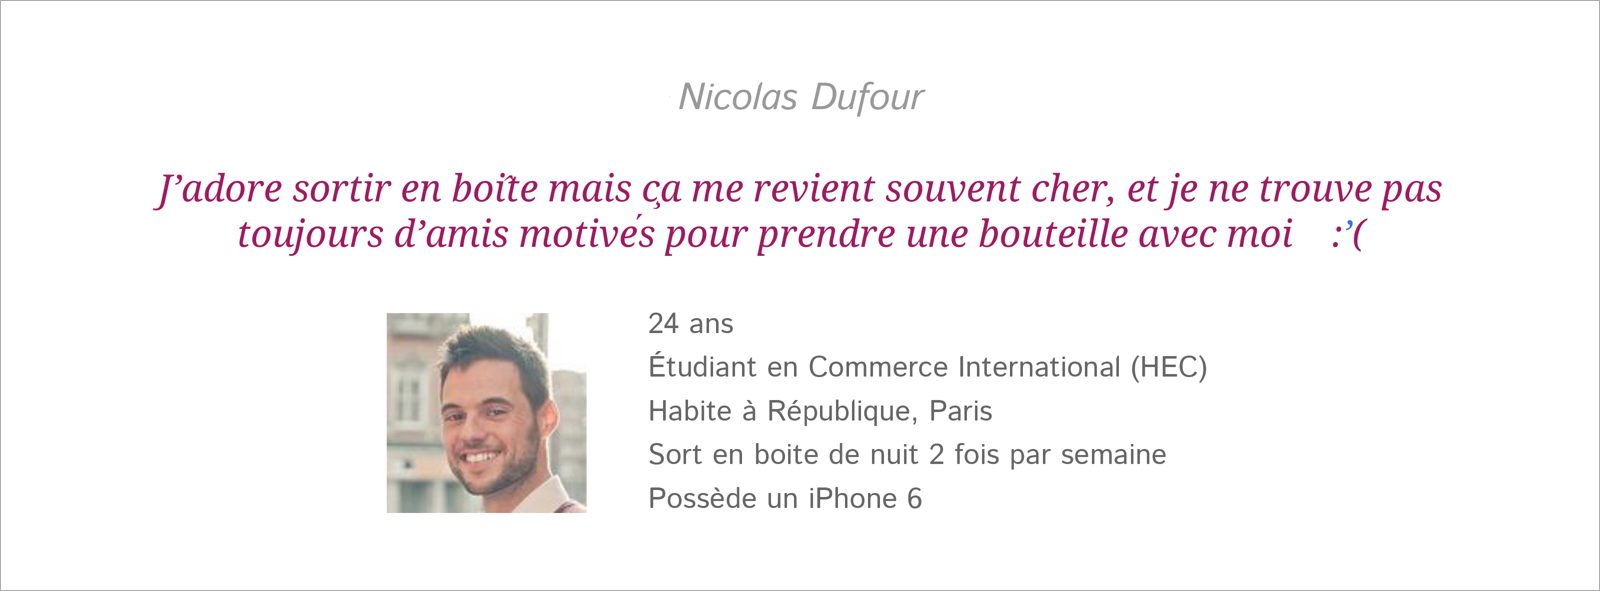 Nicolas Dufour
J’adore sortir en boîte mais ça me revient souvent cher, et je ne trouve pas
toujours d’amis motivés pour prendre une bouteille avec moi :’(
24 ans
Étudiant en Commerce International (HEC)
Habite à République, Paris
Sort en boite de nuit 2 fois par semaine
Possède un iPhone 6